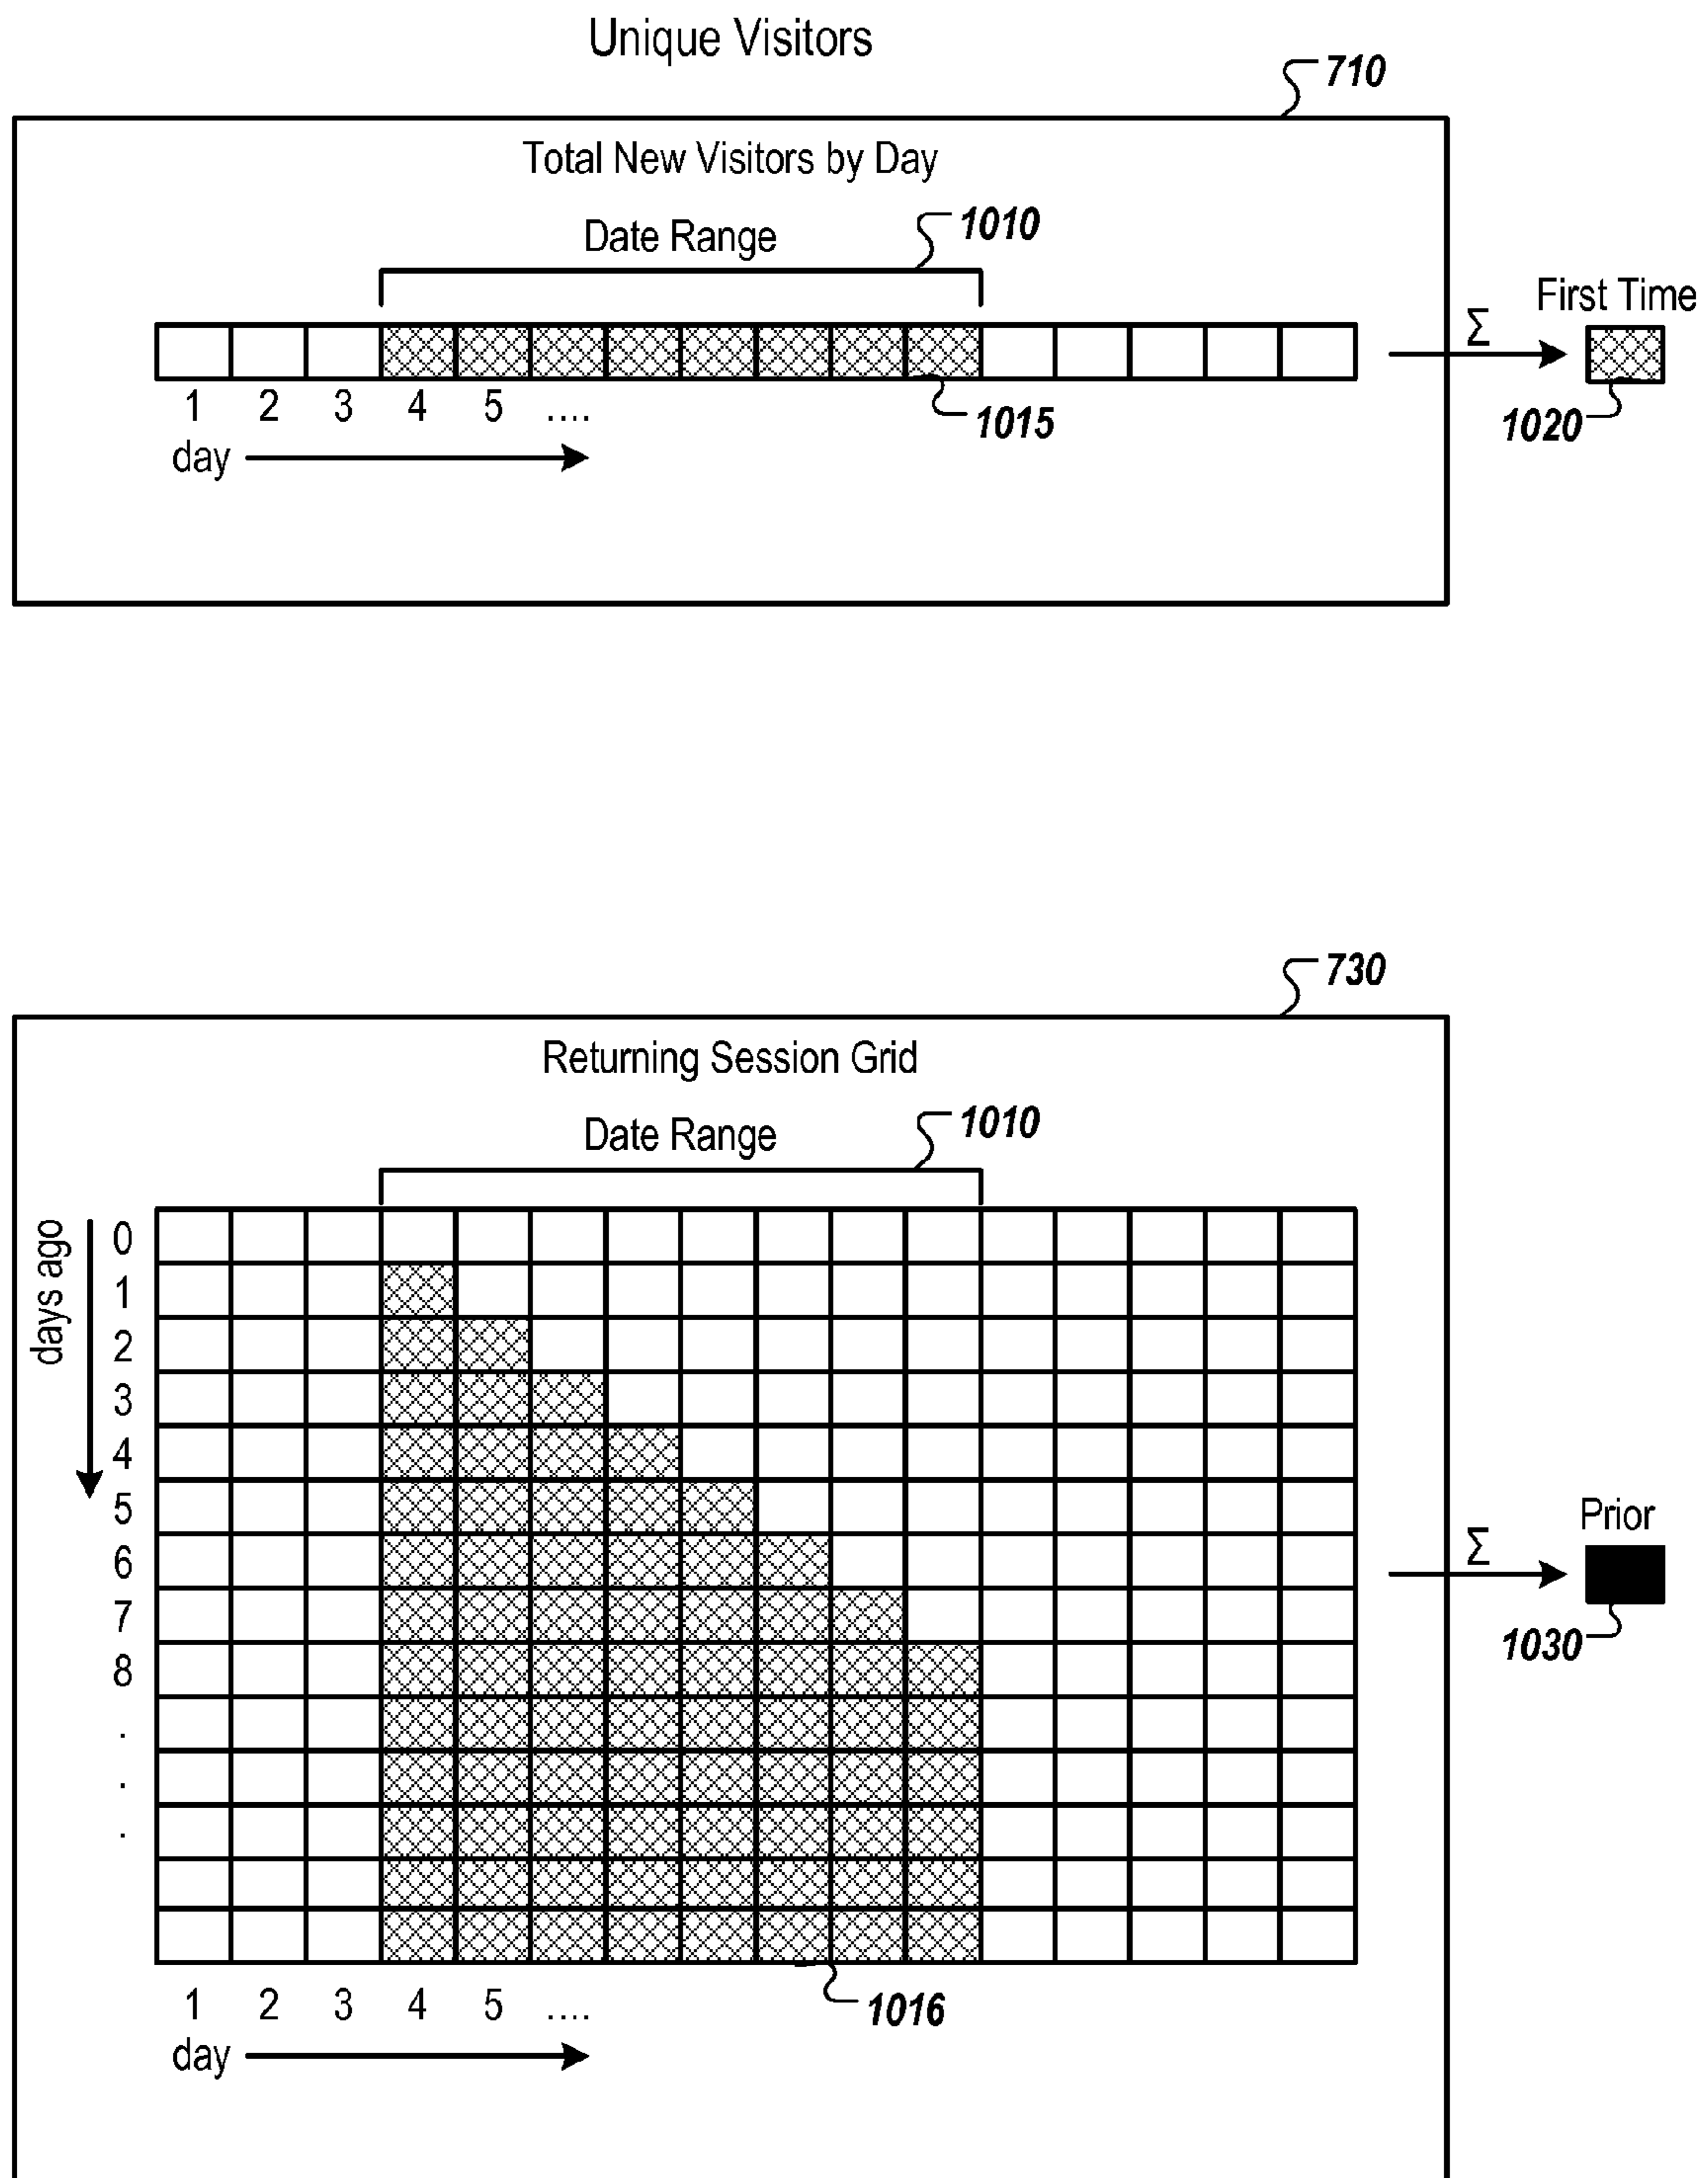 Unique Visitors
710
Total New Visitors by Day
Date Range
1010
First Time
Σ
1 2 3 4 5 ....
1015
1020
day
730
Returning Session Grid
Date Range
1010
days ago
0
1
2
3
4
5
Prior
6
Σ
7
1030
8
.
.
.
1 2 3 4 5 ....
1016
day